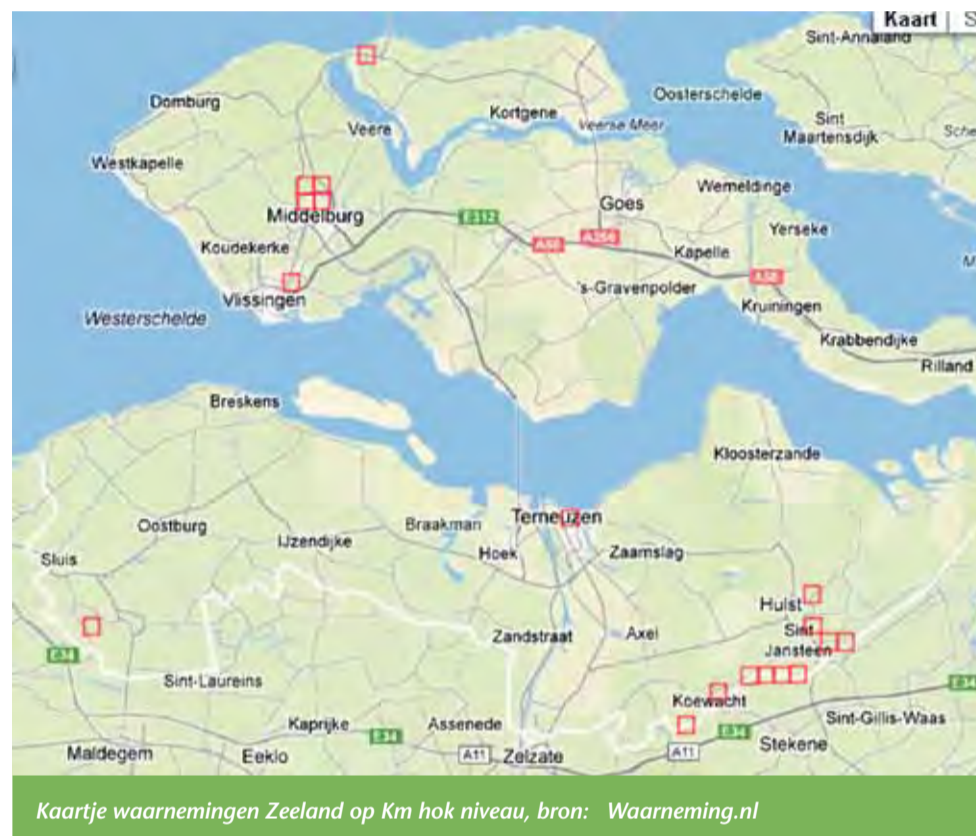 Kaart
Sint-Annaland
Domburg
Oosterschelde
Kortgene
Veere
Veerse Meer
Sint
Maartensdijk
Westkapelle
Wemeldinge
Middelburg
Goes
E312
Yerseke
Koudekerke
A58
A256
Kapelle
Vlissingen
's-Gravenpolder
A58
Kruiningen
Westerschelde
Krabbendijke
Rilland
Breskens
Kloosterzande
Oostburg
Braakman
Terneuzen
IJzendijke
Sluis
Hoek
Zaamslag
Hulst
Zandstraat
Axel
Sint
Jansteen
E34
Sint-Laureins
E34
Koewacht
Kaprijke
Assenede
Sint-Gillis-Waas
E34
E34
Maldegem
Eeklo
A11
Zelzate
A11
Stekene
Kaartje waarnemingen Zeeland op Km hok niveau, bron: Waarneming.nl